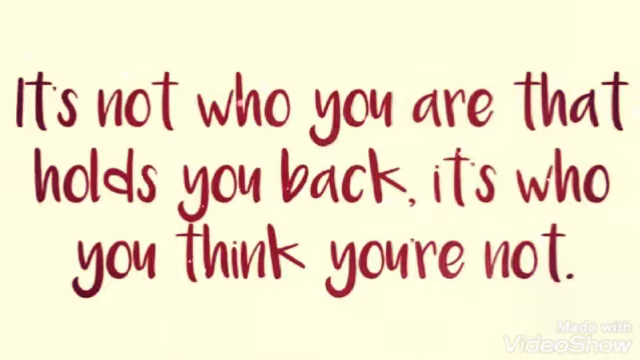 It's not who you are that
holds you back, it's who
you think you're not.
Made with
VideoShow